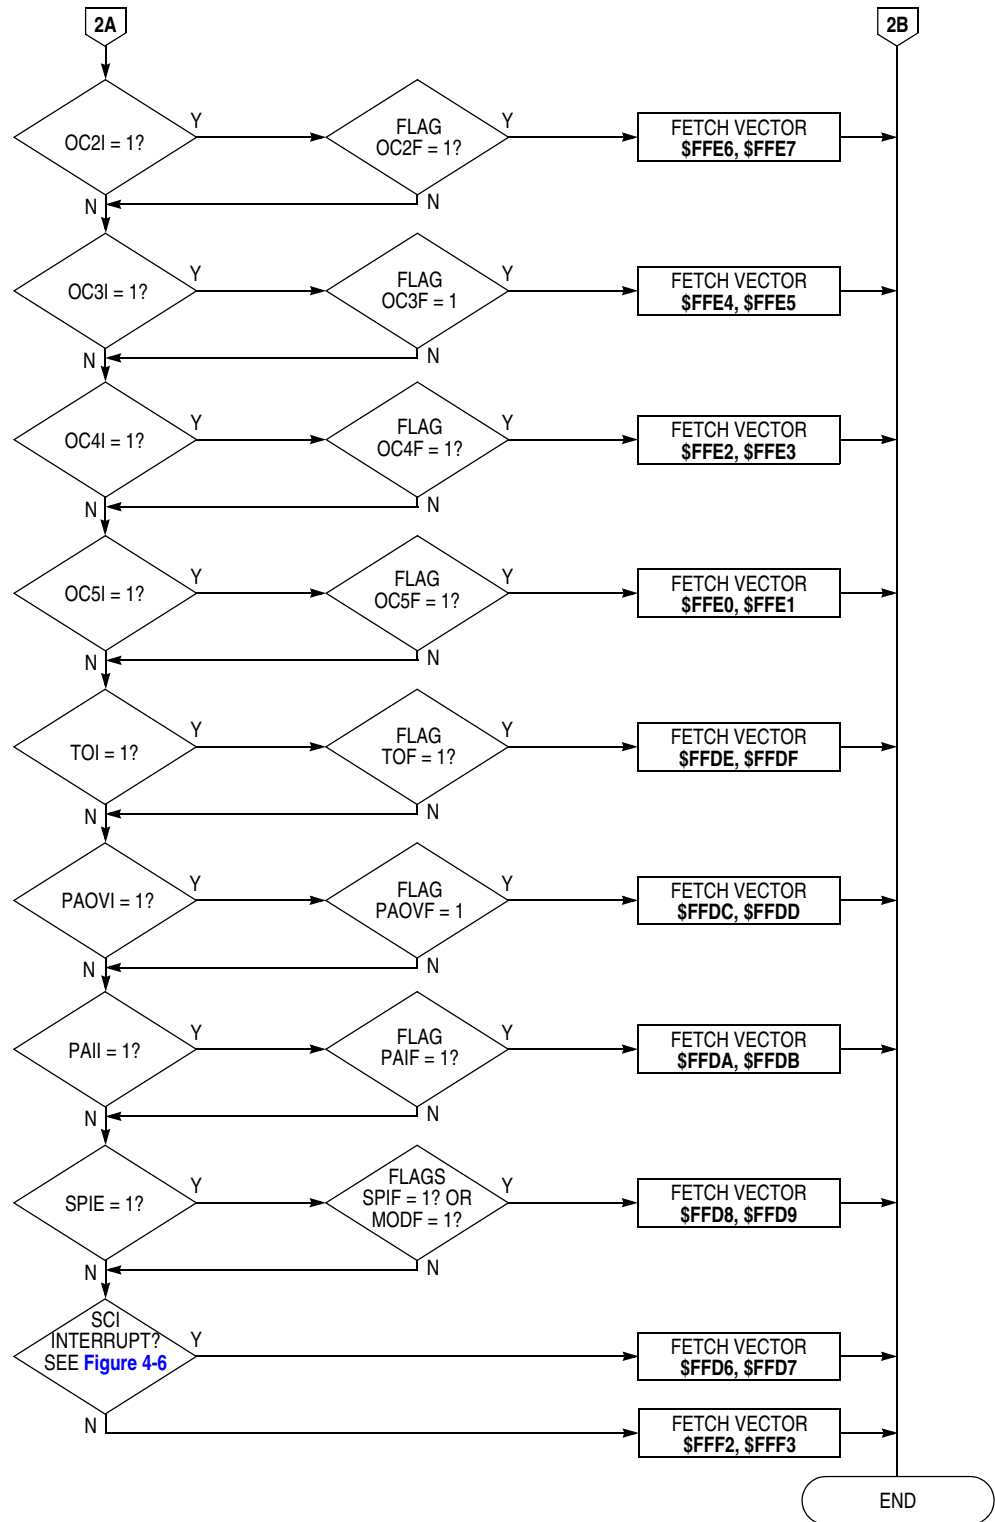 2A
2B
OC2I = 1?
Y
FLAG
OC2F = 1?
Y
FETCH VECTOR
$FFE6, $FFE7
N
N
OC3I = 1?
Y
FLAG
OC3F = 1
Y
FETCH VECTOR
$FFE4, $FFE5
N
N
OC4I = 1?
Y
FLAG
OC4F = 1?
Y
FETCH VECTOR
$FFE2, $FFE3
N
N
OC5I = 1?
Y
FLAG
OC5F = 1?
Y
FETCH VECTOR
$FFE0, $FFE1
N
N
TOI = 1?
Y
FLAG
TOF = 1?
Y
FETCH VECTOR
$FFDE, $FFDF
N
N
PAOVI = 1?
Y
FLAG
PAOVF = 1
Y
FETCH VECTOR
$FFDC, $FFDD
N
N
PAII = 1?
Y
FLAG
PAIF = 1?
Y
FETCH VECTOR
$FFDA, $FFDB
N
N
SPIE = 1?
Y
FLAGS
SPIF = 1? OR
MODF = 1?
Y
FETCH VECTOR
$FFD8, $FFD9
N
N
SCI
INTERRUPT?
SEE Figure 4-6
Y
FETCH VECTOR
$FFD6, $FFD7
N
FETCH VECTOR
$FFF2, $FFF3
END